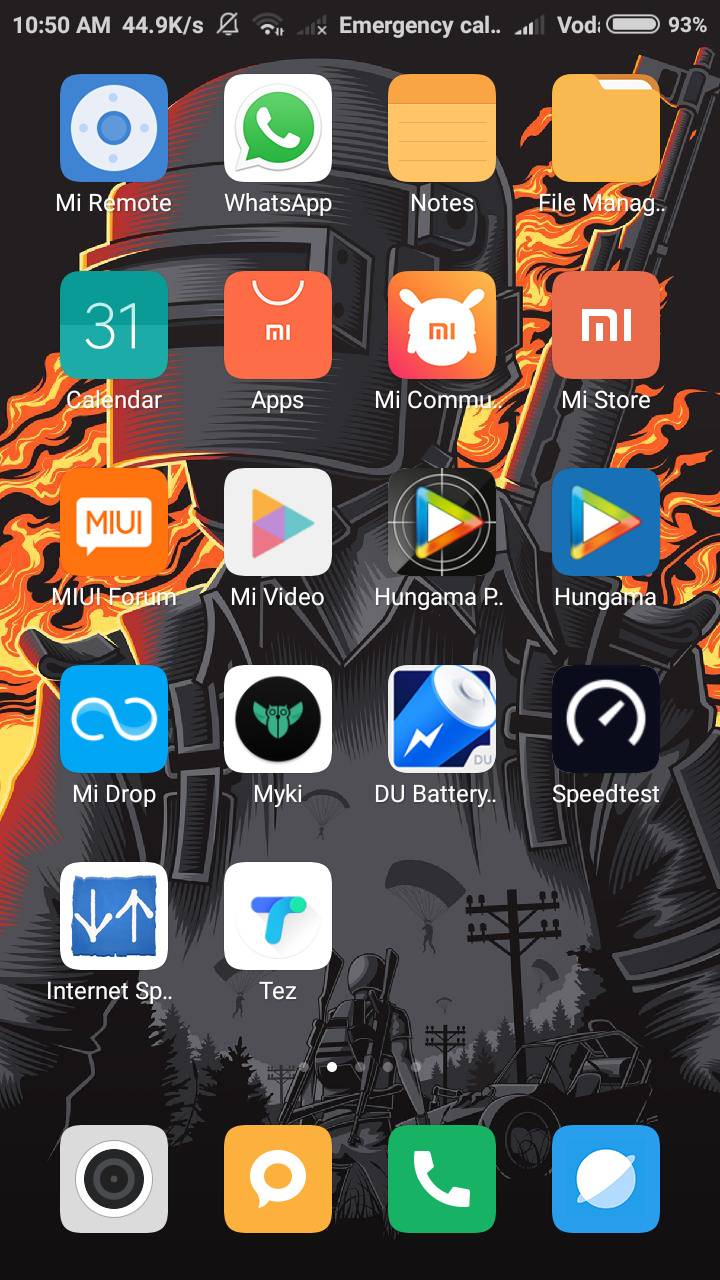 10:50 AM 44.9K/s Emergency cal.. Voda 93%
Mi Remote WhatsApp Notes File Manag..
31 mi mi mi
Calendar Apps Mi Commu.. Mi Store
MIUI
MIUI Forum Mi Video Hungama P.. Hungama
DU
Mi Drop Myki DU Battery.. Speedtest
Internet Sp.. Tez